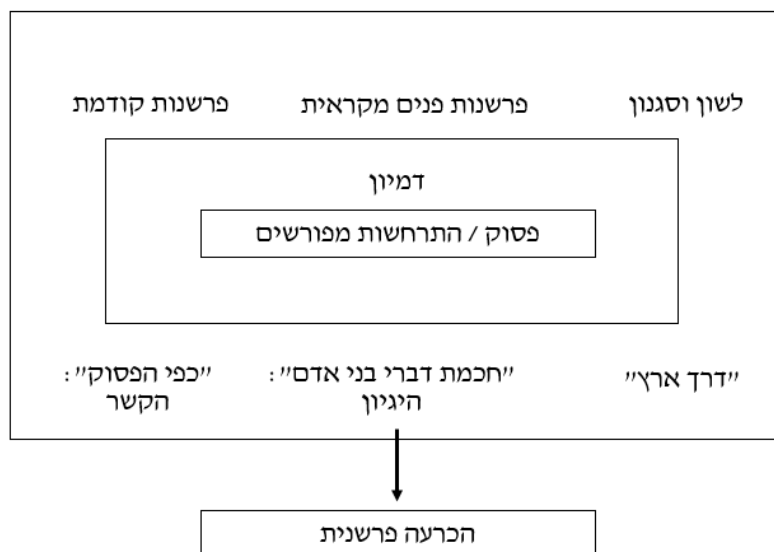 לשון וסגנון
פרשנות פנים מקראית
פרשנות קודמת
דמיון
פסוק / התרחשות מפורשים
"דרך ארץ"
"חכמת דברי בני אדם":
היגיון
"כפי הפסוק":
הקשר
הכרעה פרשנית